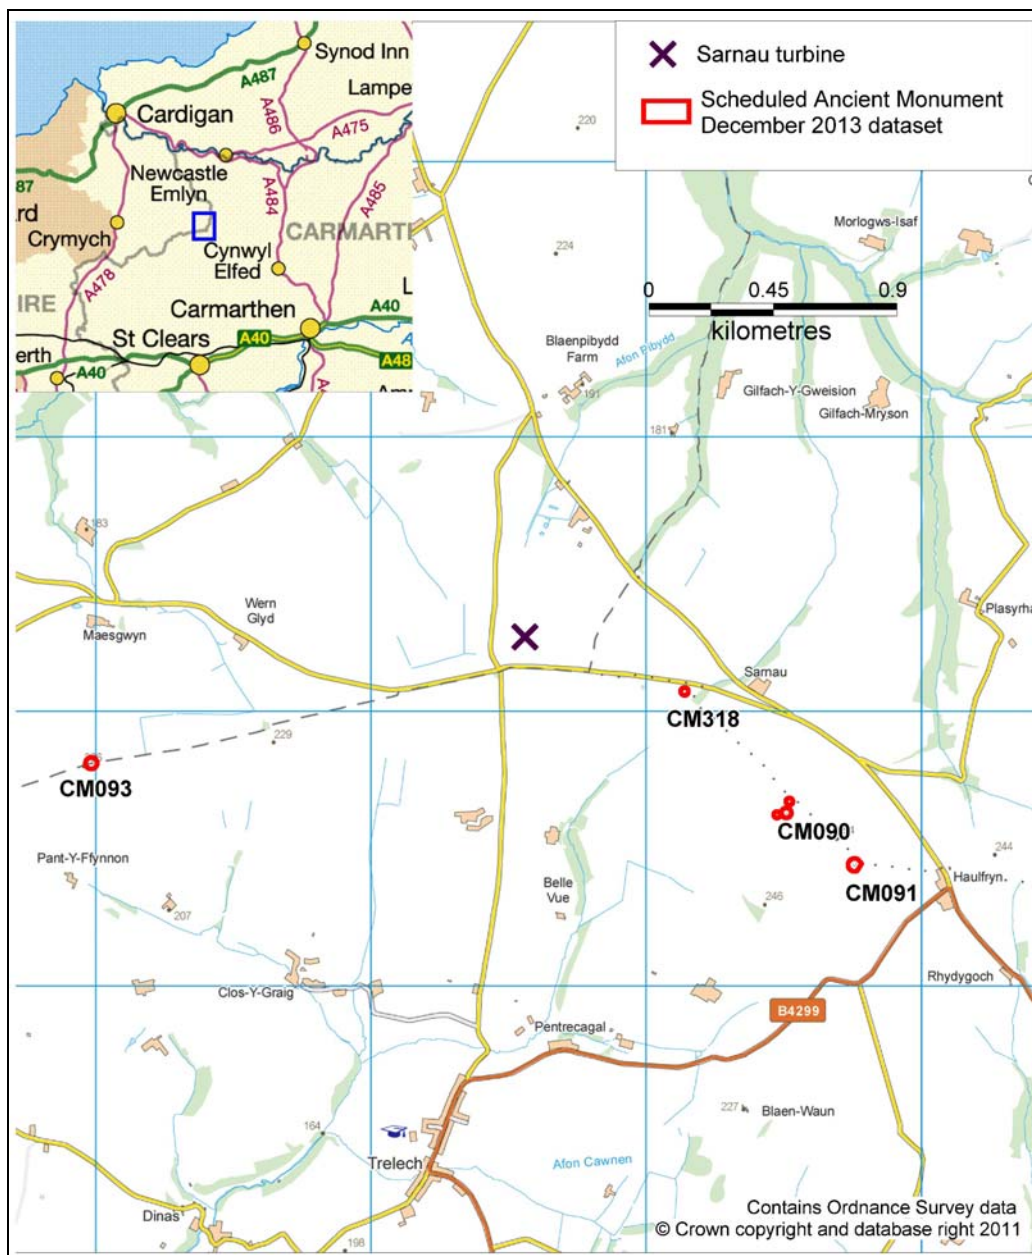 Synod Inn
A487
Lampe
Cardigan
A486
A475
Newcastle
Emlyn
A484
A485
87
ard
CARMARTH
Crymych
Cynwyl
Elfed
A478
IRE
Carmarthen
A40
St Clears
A40
A48
erth
A40
Sarnau turbine
Scheduled Ancient Monument
December 2013 dataset
220
224
Morlogws-Isaf
0 0.45 0.9
kilometres
Blaenpibydd
Farm
Afon Pibydd
191
Gilfach-Y-Gweision
Gilfach-Mryson
181
183
Wern
Glyd
Maesgwyn
Plasyrha
Sarnau
CM318
229
CM093
CM090
CM091
244
Haulfryn
Pant-Y-Ffynnon
207
Belle
Vue
246
Rhydygoch
Clos-Y-Graig
B4299
Pentrecagal
227
Blaen-Waun
164
Trelech
Afon Cawnen
Dinas
198
Contains Ordnance Survey data
© Crown copyright and database right 2011